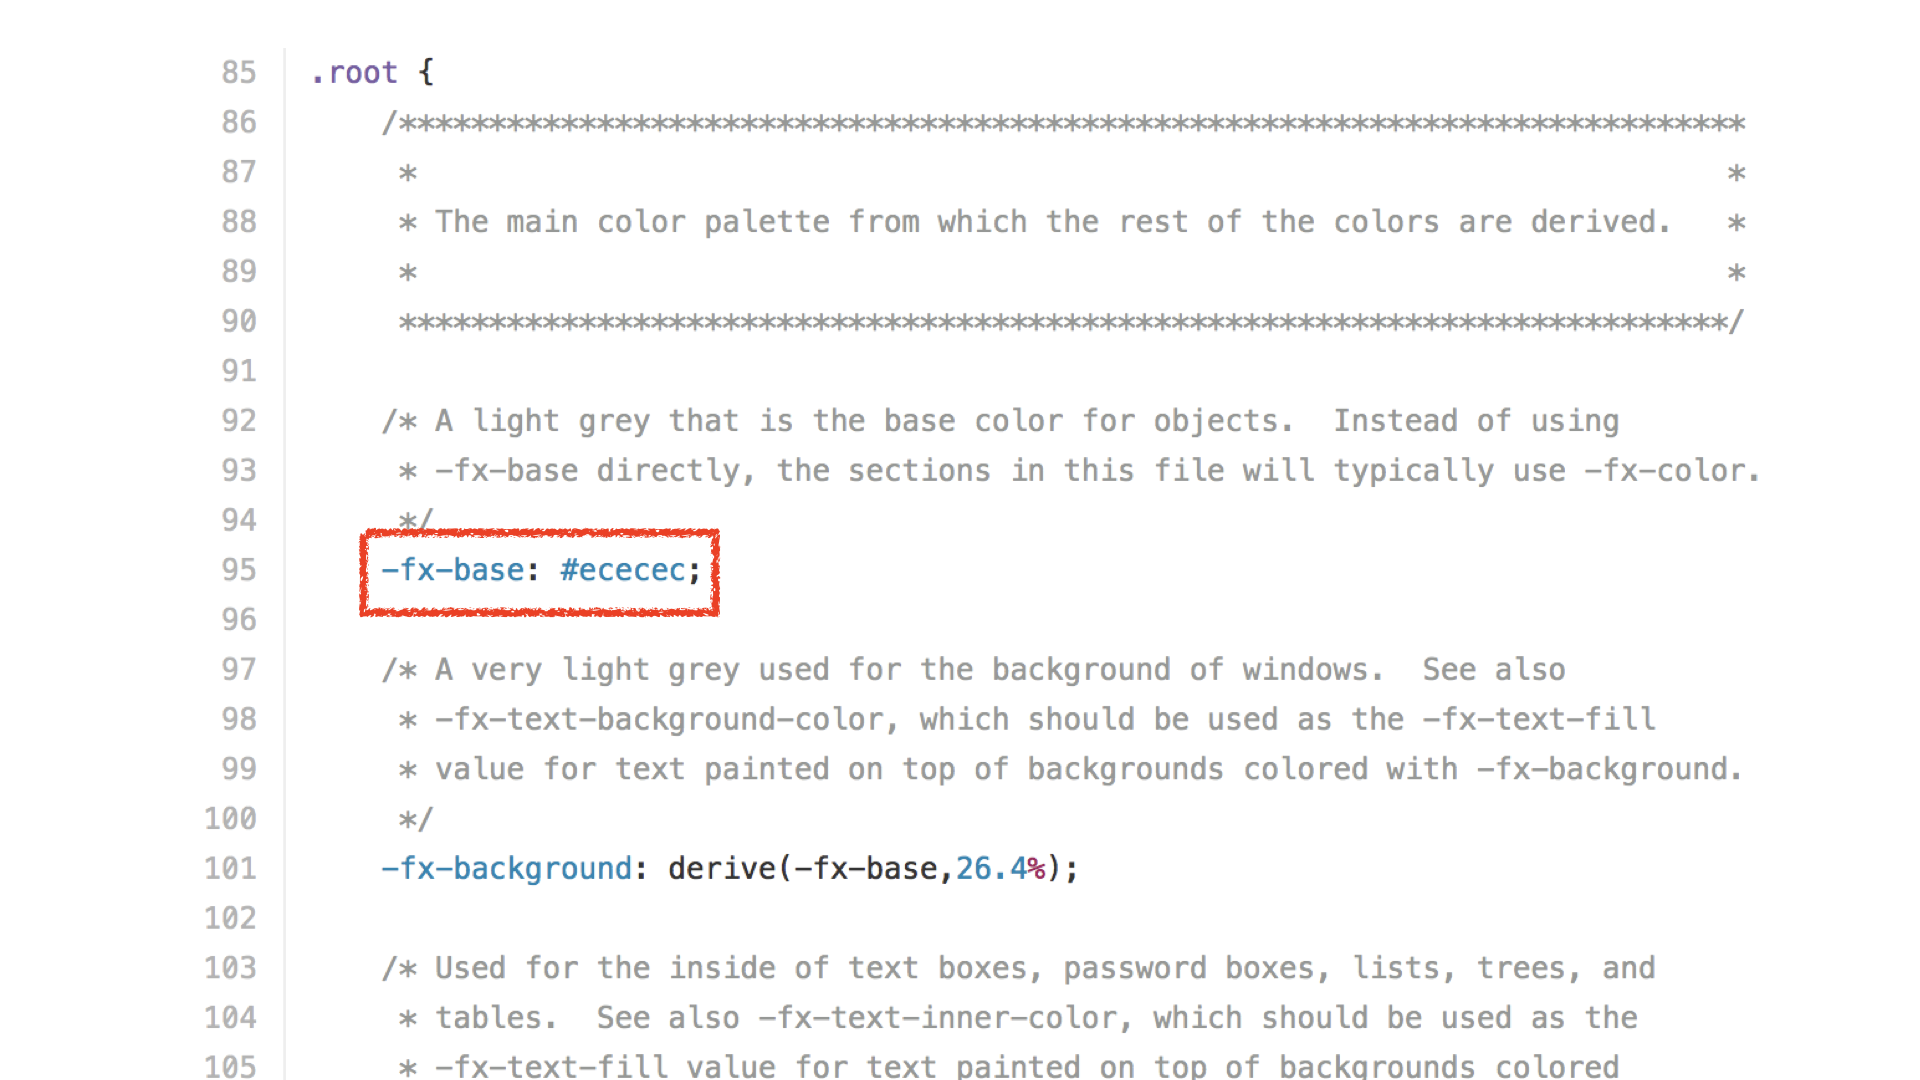 85 .root {
86 /***************************************************************************
87 * *
88 * The main color palette from which the rest of the colors are derived. *
89 * *
90 **************************************************************************/
91
92 /* A light grey that is the base color for objects.  Instead of using
93 * -fx-base directly, the sections in this file will typically use -fx-color.
94 */
95 -fx-base: #ececec;
96
97 /* A very light grey used for the background of windows.  See also
98 * -fx-text-background-color, which should be used as the -fx-text-fill
99 * value for text painted on top of backgrounds colored with -fx-background.
100 */
101 -fx-background: derive(-fx-base,26.4%);
102
103 /* Used for the inside of text boxes, password boxes, lists, trees, and
104 * tables.  See also -fx-text-inner-color, which should be used as the
105 * -fx-text-fill value for text painted on top of backgrounds colored